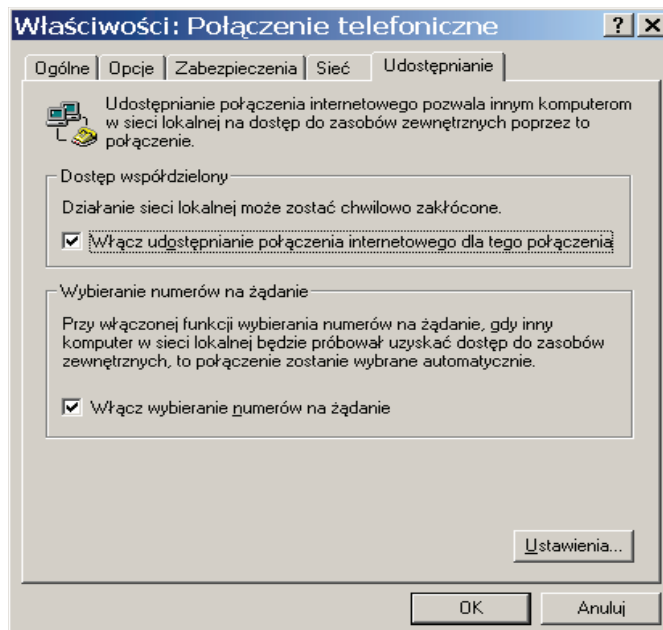 Właściwości: Połączenie telefoniczne
Ogólne Opcje Zabezpieczenia Sieć Udostępnianie
Udostępnianie połączenia internetowego pozwala innym komputerom
w sieci lokalnej na dostęp do zasobów zewnętrznych poprzez to
połączenie.
Dostęp współdzielony
Działanie sieci lokalnej może zostać chwilowo zakłócone.
Włącz udostępnianie połączenia internetowego dla tego połączenia
Wybieranie numerów na żądanie
Przy włączonej funkcji wybierania numerów na żądanie, gdy inny
komputer w sieci lokalnej będzie próbował uzyskać dostęp do zasobów
zewnętrznych, to połączenie zostanie wybrane automatycznie.
Włącz wybieranie numerów na żądanie
Ustawienia...
OK Anuluj